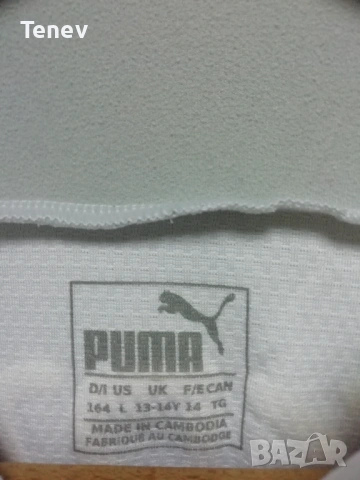 Tenev
PUMA
D/I US UK F/E CAN
164 L 13-14Y 14 TG
MADE IN CAMBODIA
FABRIQUÉ AU CAMBODGE
BAZAR